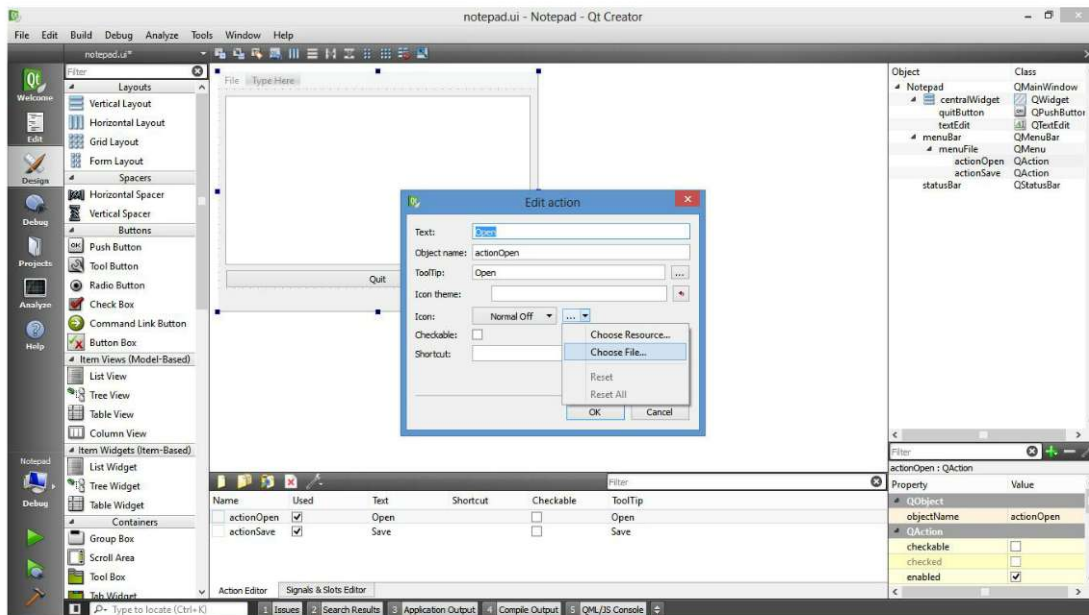 notepad.ui - Notepad - Qt Creator
File Edit Build Debug Analyze Tools Window Help
notepad.ui*
Qt
Welcome
Edit
Design
Debug
Projects
Analyze
Help
Notepad
Debug
Filter
Layouts
Vertical Layout
Horizontal Layout
Grid Layout
Form Layout
Spacers
Horizontal Spacer
Vertical Spacer
Buttons
OK Push Button
Tool Button
Radio Button
Check Box
Command Link Button
Button Box
Item Views (Model-Based)
List View
Tree View
Table View
Column View
Item Widgets (Item-Based)
List Widget
Tree Widget
Table Widget
Containers
Group Box
Scroll Area
Tool Box
Tab Widget
File Type Here
Quit
Edit action
Text: Open
Object name: actionOpen
ToolTip: Open ...
Icon theme:
Icon: Normal Off ...
Checkable:
Shortcut:
Choose Resource...
Choose File...
Reset
Reset All
OK Cancel
Filter
Name Used Text Shortcut Checkable ToolTip
actionOpen Open Open
actionSave Save Save
Action Editor Signals & Slots Editor
Object Class
Notepad QMainWindow
centralWidget QWidget
quitButton QPushButtor
textEdit QTextEdit
menuBar QMenuBar
menuFile QMenu
actionOpen QAction
actionSave QAction
statusBar QStatusBar
Filter
actionOpen : QAction
Property Value
QObject
objectName actionOpen
QAction
checkable
checked
enabled
Type to locate (Ctrl+K) 1 Issues 2 Search Results 3 Application Output 4 Compile Output 5 QML/JS Console